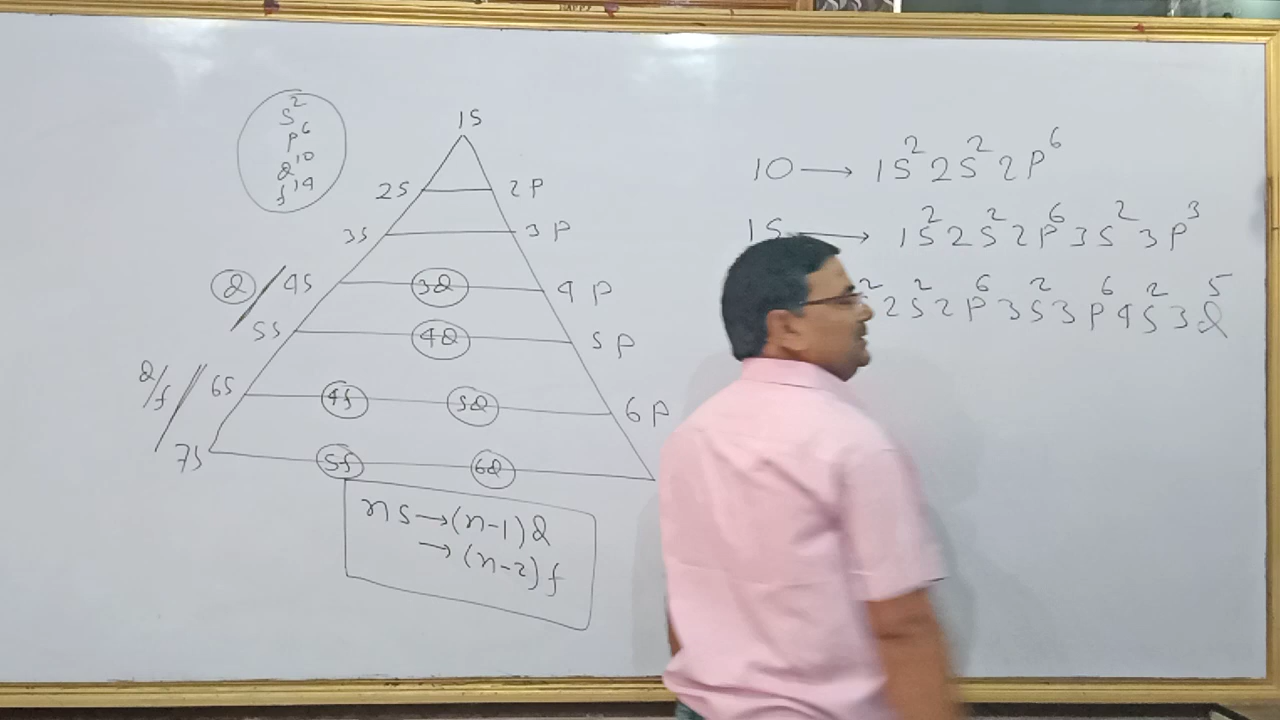 HAPPY
s²
p⁶
d¹⁰
f¹⁴
1s
2s 2p
3s 3p
d / 4s 3d 4p
5s 4d 5p
d/f // 6s 4f 5d 6p
7s 5f 6d
ns→(n-1)d
→(n-2)f
10 → 1s² 2s² 2p⁶
15 → 1s² 2s² 2p⁶ 3s² 3p³
² 2s² 2p⁶ 3s² 3p⁶ 4s² 3d⁵